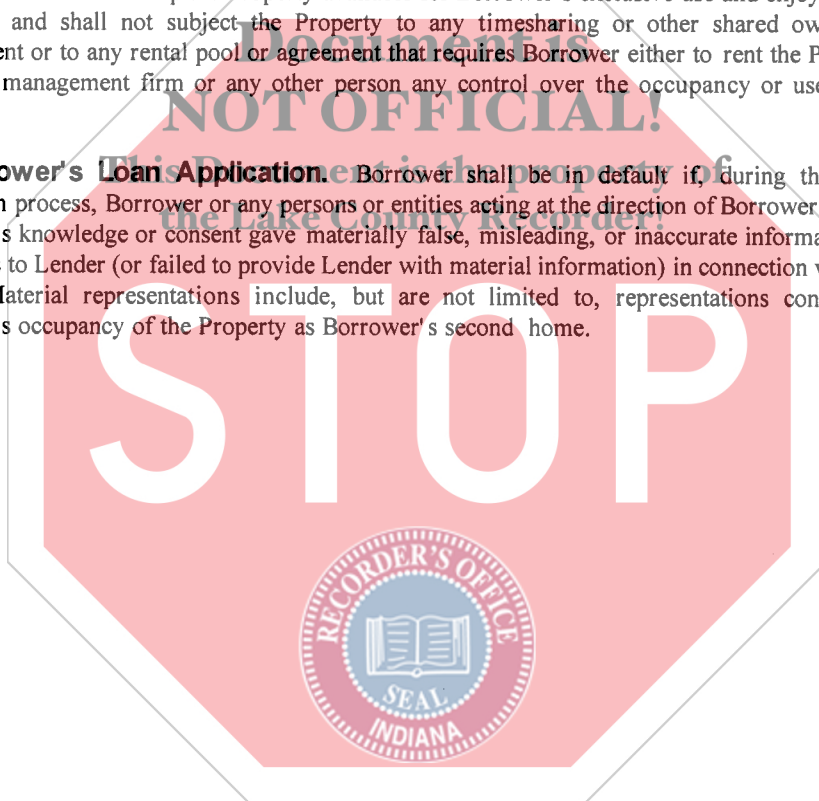 and shall not subject the Property to any timesharing or other shared ow
ent or to any rental pool or agreement that requires Borrower either to rent the P
management firm or any other person any control over the occupancy or use
ower's Loan Application. Borrower shall be in default if, during th
n process, Borrower or any persons or entities acting at the direction of Borrower
s knowledge or consent gave materially false, misleading, or inaccurate informa
to Lender (or failed to provide Lender with material information) in connection
Material representations include, but are not limited to, representations con
s occupancy of the Property as Borrower's second home.
Document is
NOT OFFICIAL!
This Document is the property of
the Lake County Recorder!
STOP
RECORDER'S OFFICE
SEAL
INDIANA